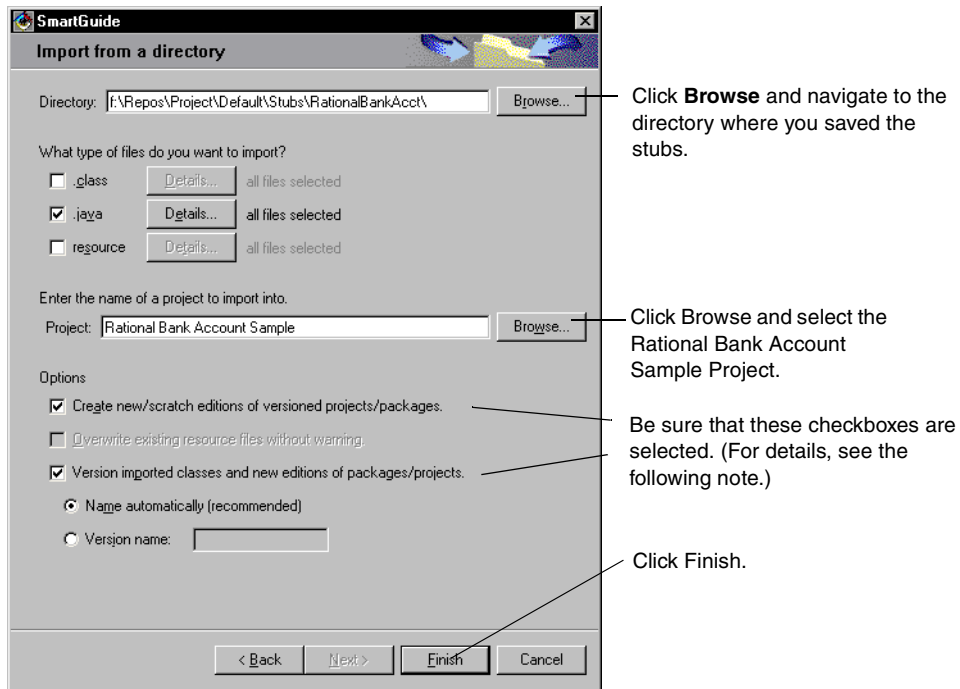 SmartGuide
Import from a directory
Directory: f:\Repos\Project\Default\Stubs\RationalBankAcct\ Browse...
Click Browse and navigate to the
directory where you saved the
stubs.
What type of files do you want to import?
.class Details... all files selected
.java Details... all files selected
resource Details... all files selected
Enter the name of a project to import into.
Project: Rational Bank Account Sample Browse...
Click Browse and select the
Rational Bank Account
Sample Project.
Options
Create new/scratch editions of versioned projects/packages.
Overwrite existing resource files without warning.
Version imported classes and new editions of packages/projects.
Be sure that these checkboxes are
selected. (For details, see the
following note.)
Name automatically (recommended)
Version name:
Click Finish.
< Back Next > Finish Cancel